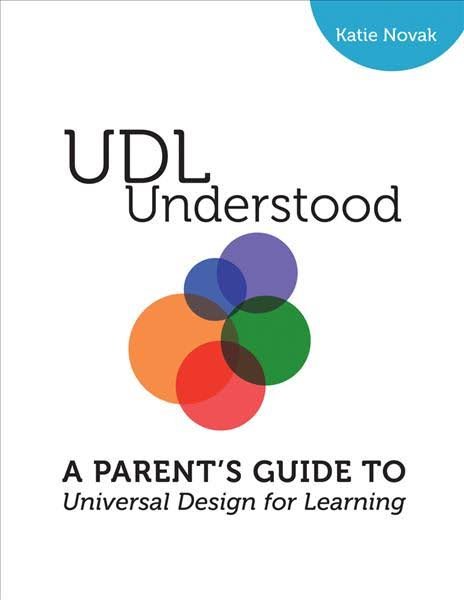 Katie Novak
UDL
Understood
A PARENT'S GUIDE TO
Universal Design for Learning